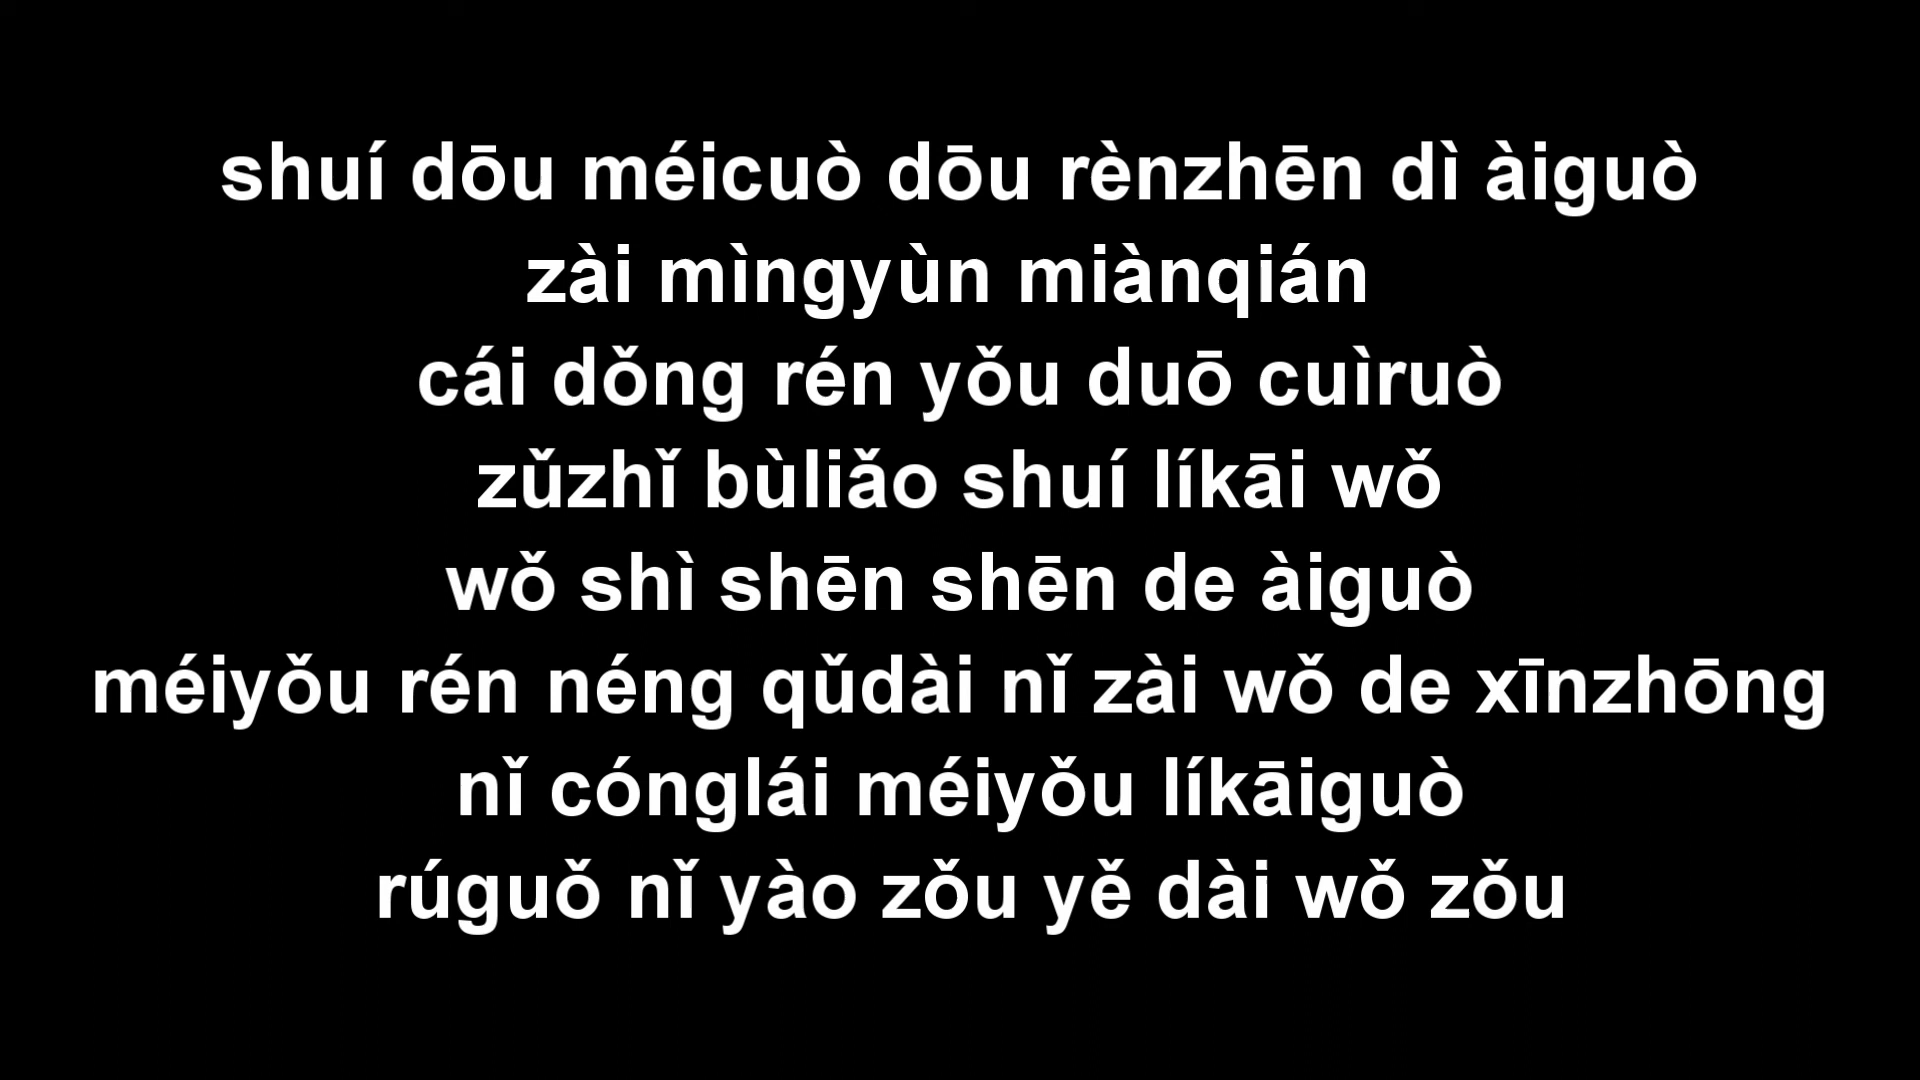 shuí dōu méicuò dōu rènzhēn dì àiguò
zài mìngyùn miànqián
cái dǒng rén yǒu duō cuìruò
zǔzhǐ bùliǎo shuí líkāi wǒ
wǒ shì shēn shēn de àiguò
méiyǒu rén néng qǔdài nǐ zài wǒ de xīnzhōng
nǐ cónglái méiyǒu líkāiguò
rúguǒ nǐ yào zǒu yě dài wǒ zǒu